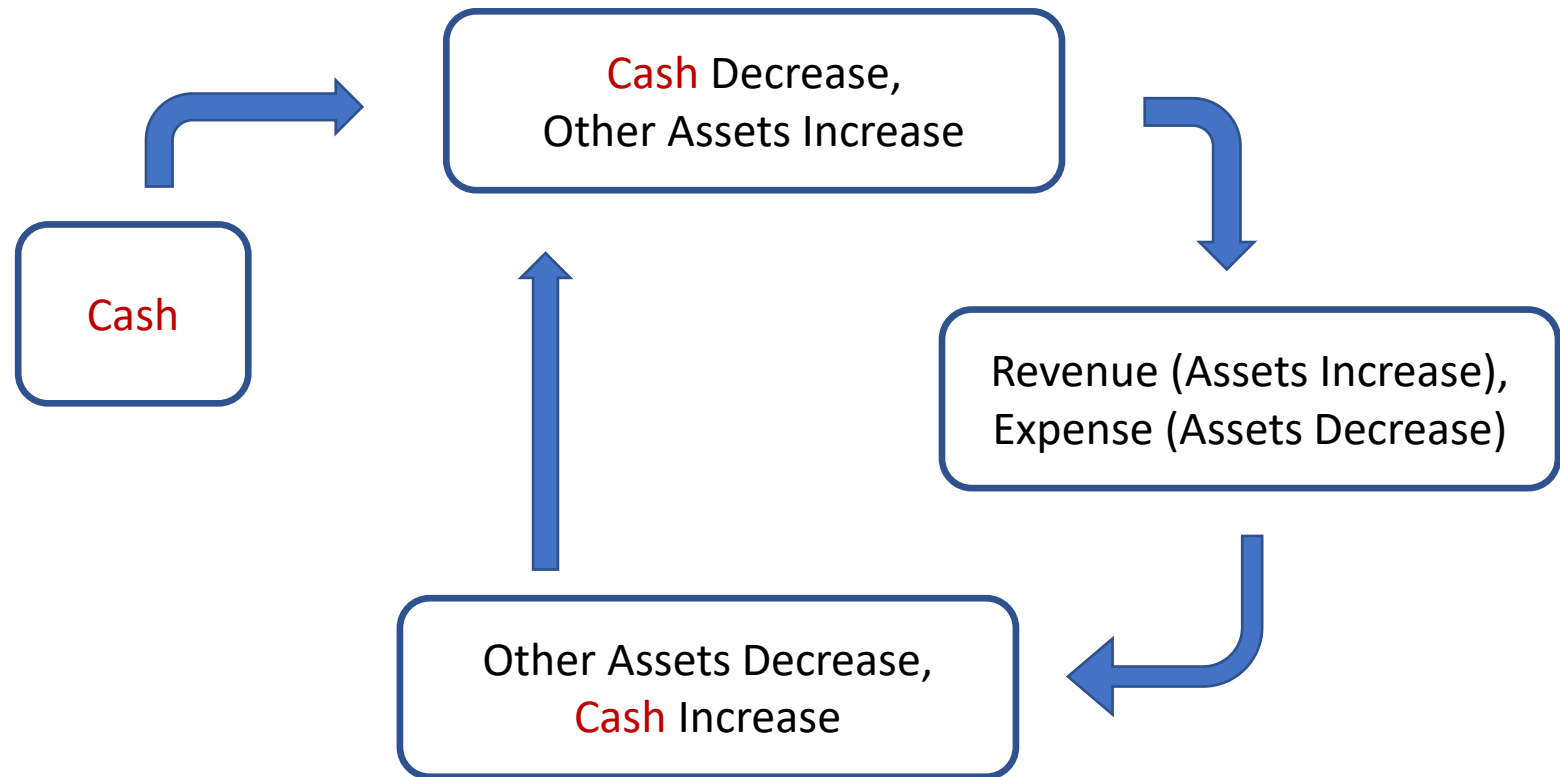 Cash Decrease,
Other Assets Increase
Cash
Revenue (Assets Increase),
Expense (Assets Decrease)
Other Assets Decrease,
Cash Increase